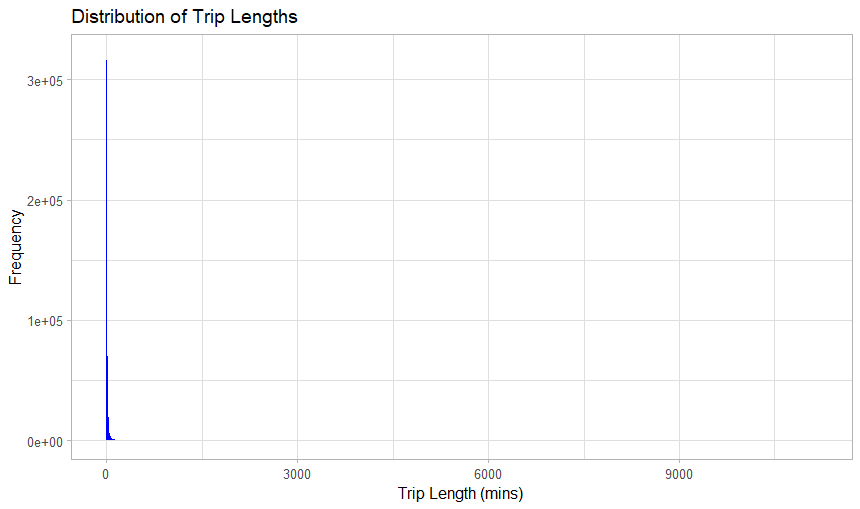 Distribution of Trip Lengths
3e+05
2e+05
1e+05
0e+00
Frequency
0 3000 6000 9000
Trip Length (mins)